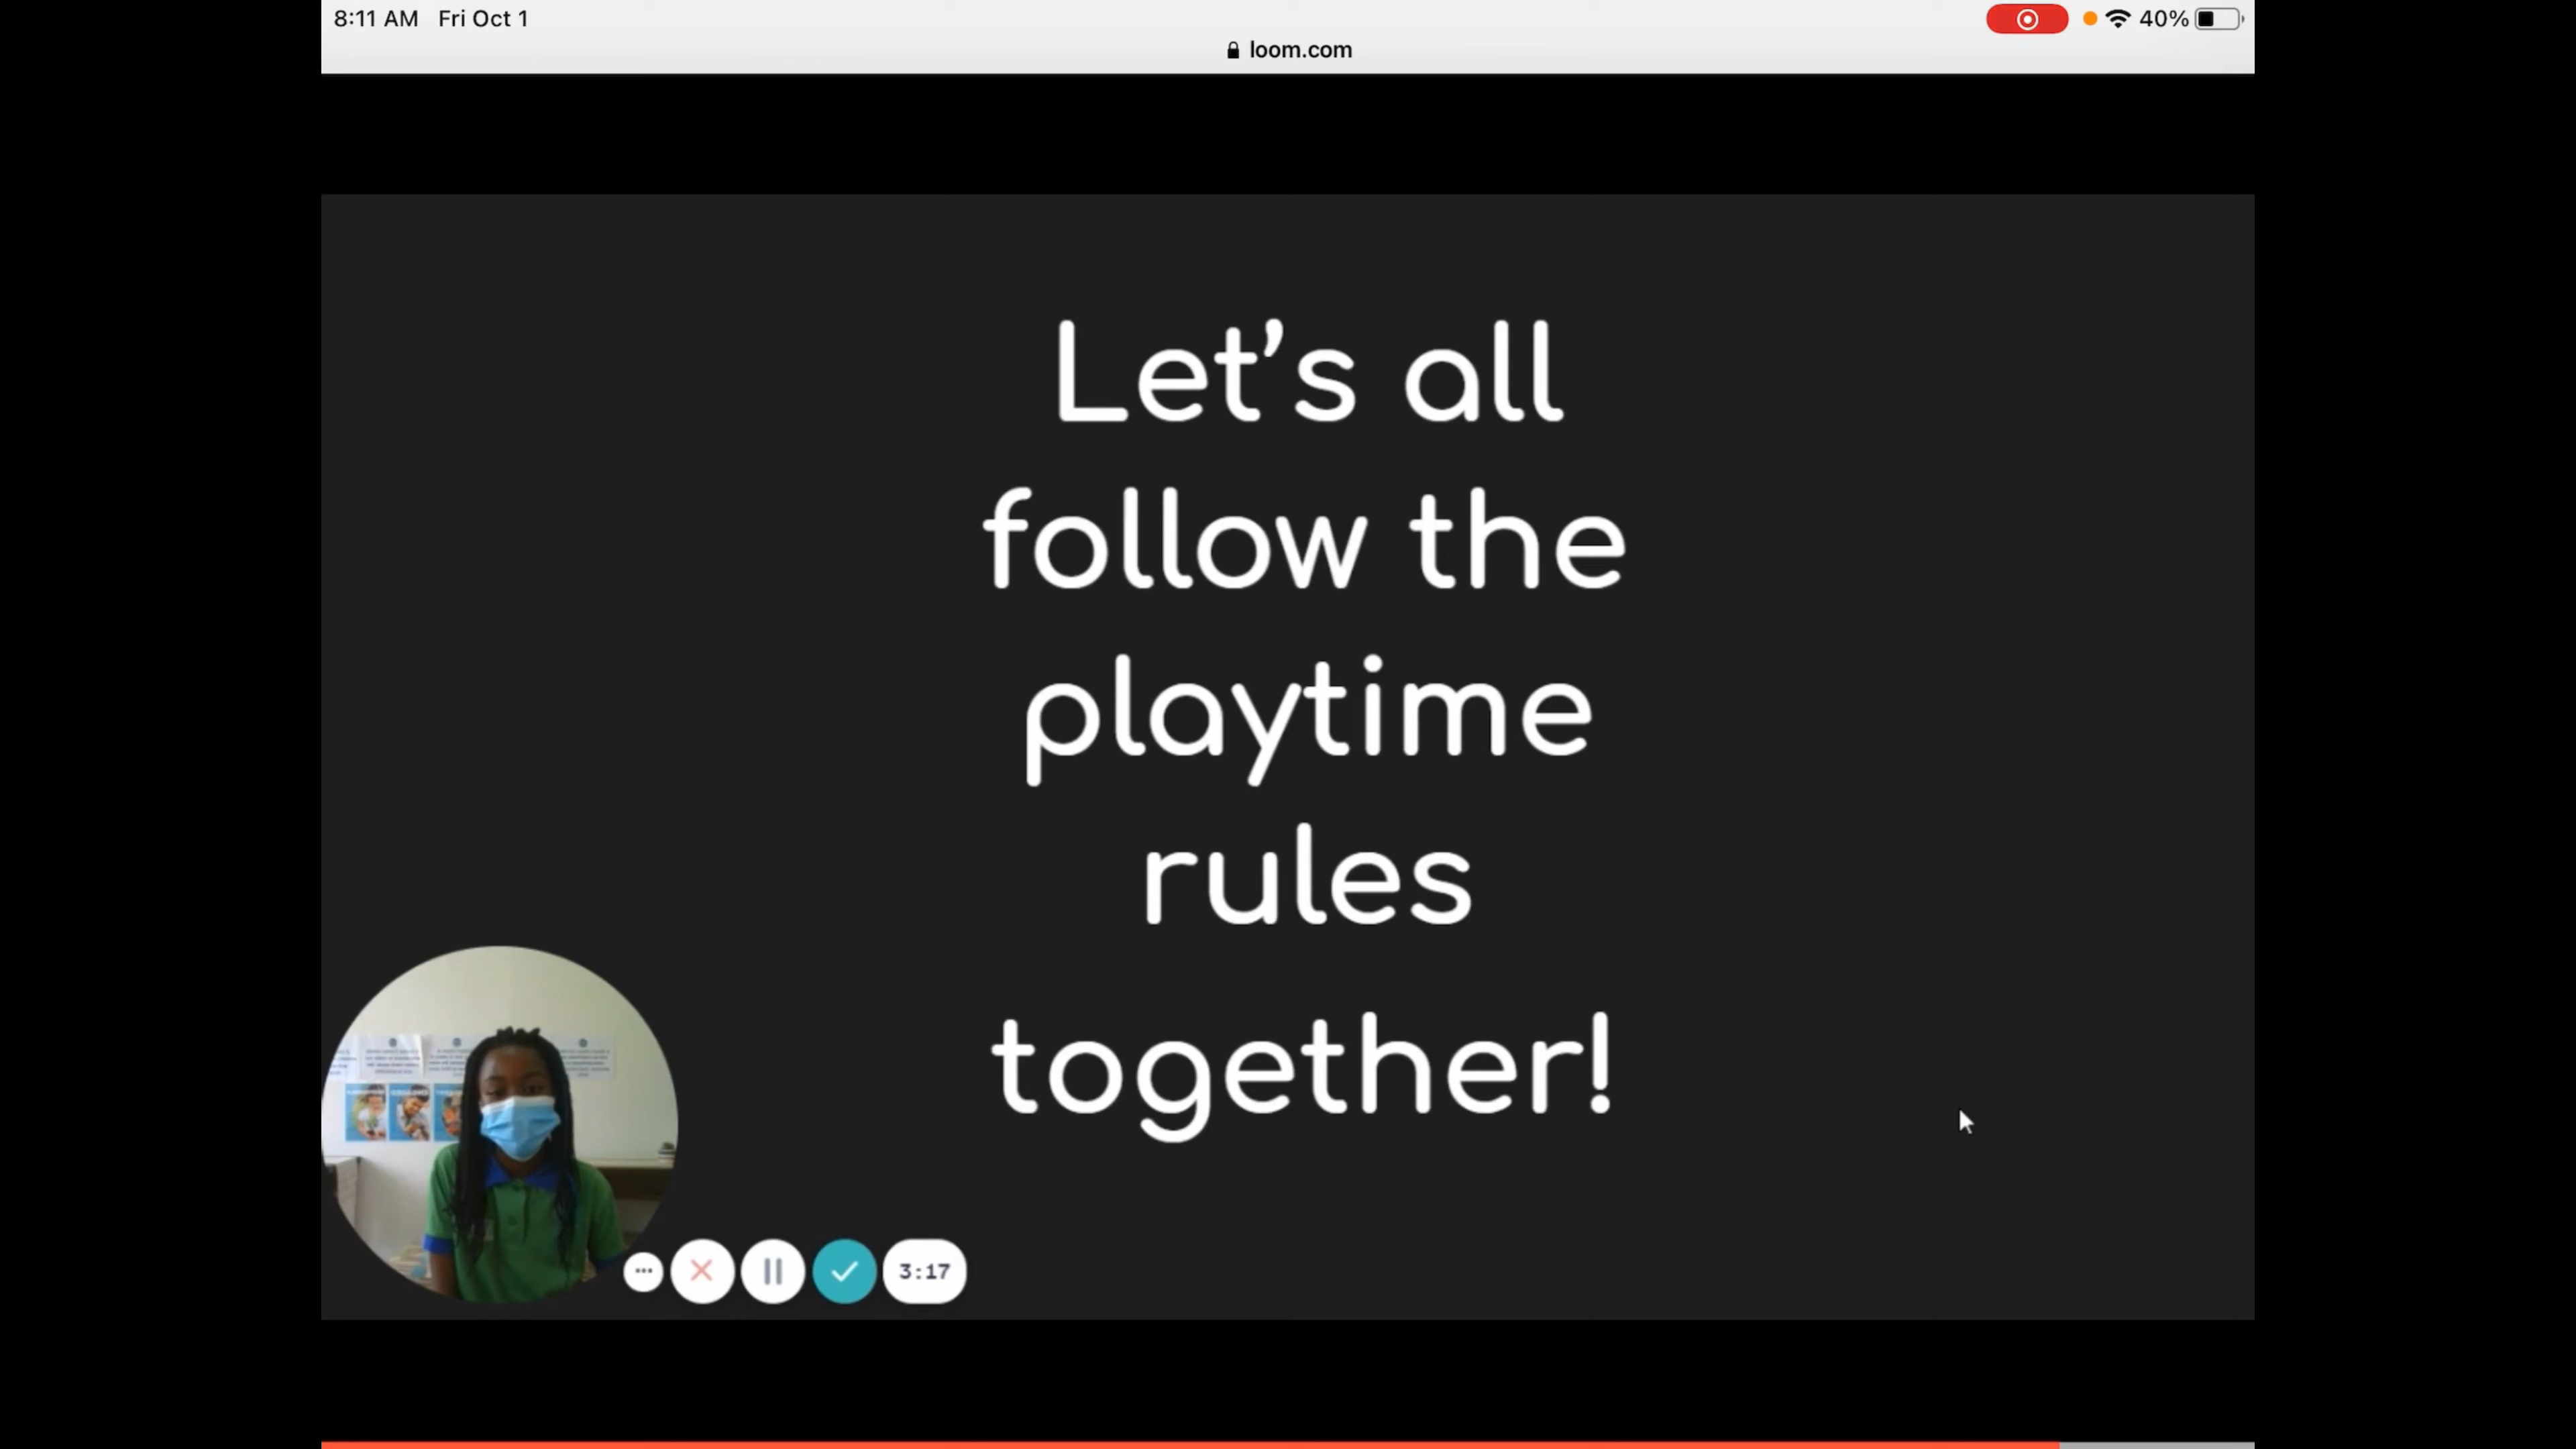 8:11 AM Fri Oct 1
40%
loom.com
Let's all
follow the
playtime
rules
together!
3:17